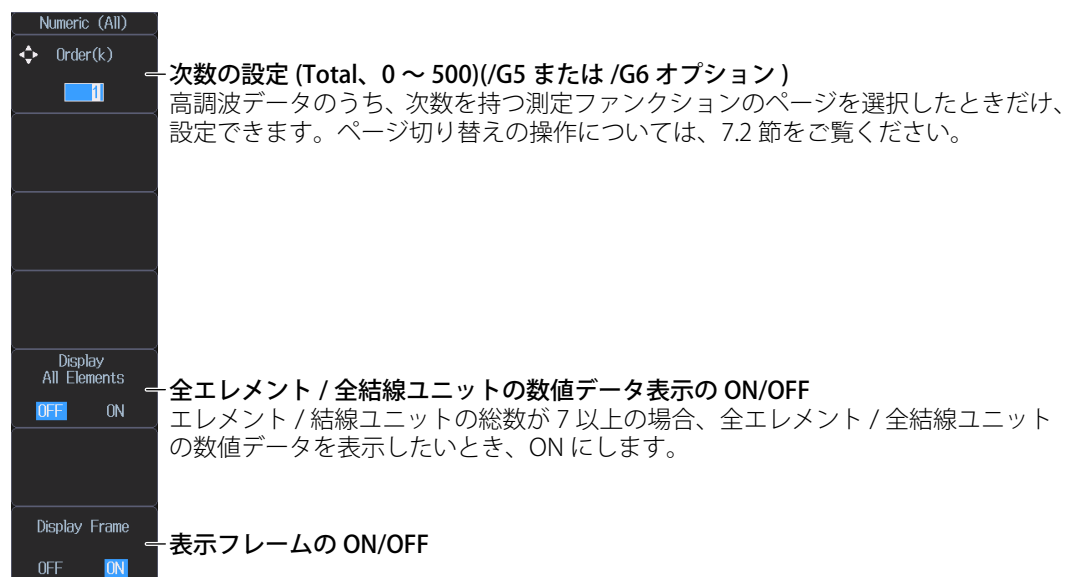 Numeric (All)
Order(k)
1
次数の設定 (Total、0 ～ 500)(/G5 または /G6 オプション )
高調波データのうち、次数を持つ測定ファンクションのページを選択したときだけ、
設定できます。ページ切り替えの操作については、7.2 節をご覧ください。
Display
All Elements
OFF ON
全エレメント / 全結線ユニットの数値データ表示の ON/OFF
エレメント / 結線ユニットの総数が 7 以上の場合、全エレメント / 全結線ユニット
の数値データを表示したいとき、ON にします。
Display Frame
OFF ON
表示フレームの ON/OFF